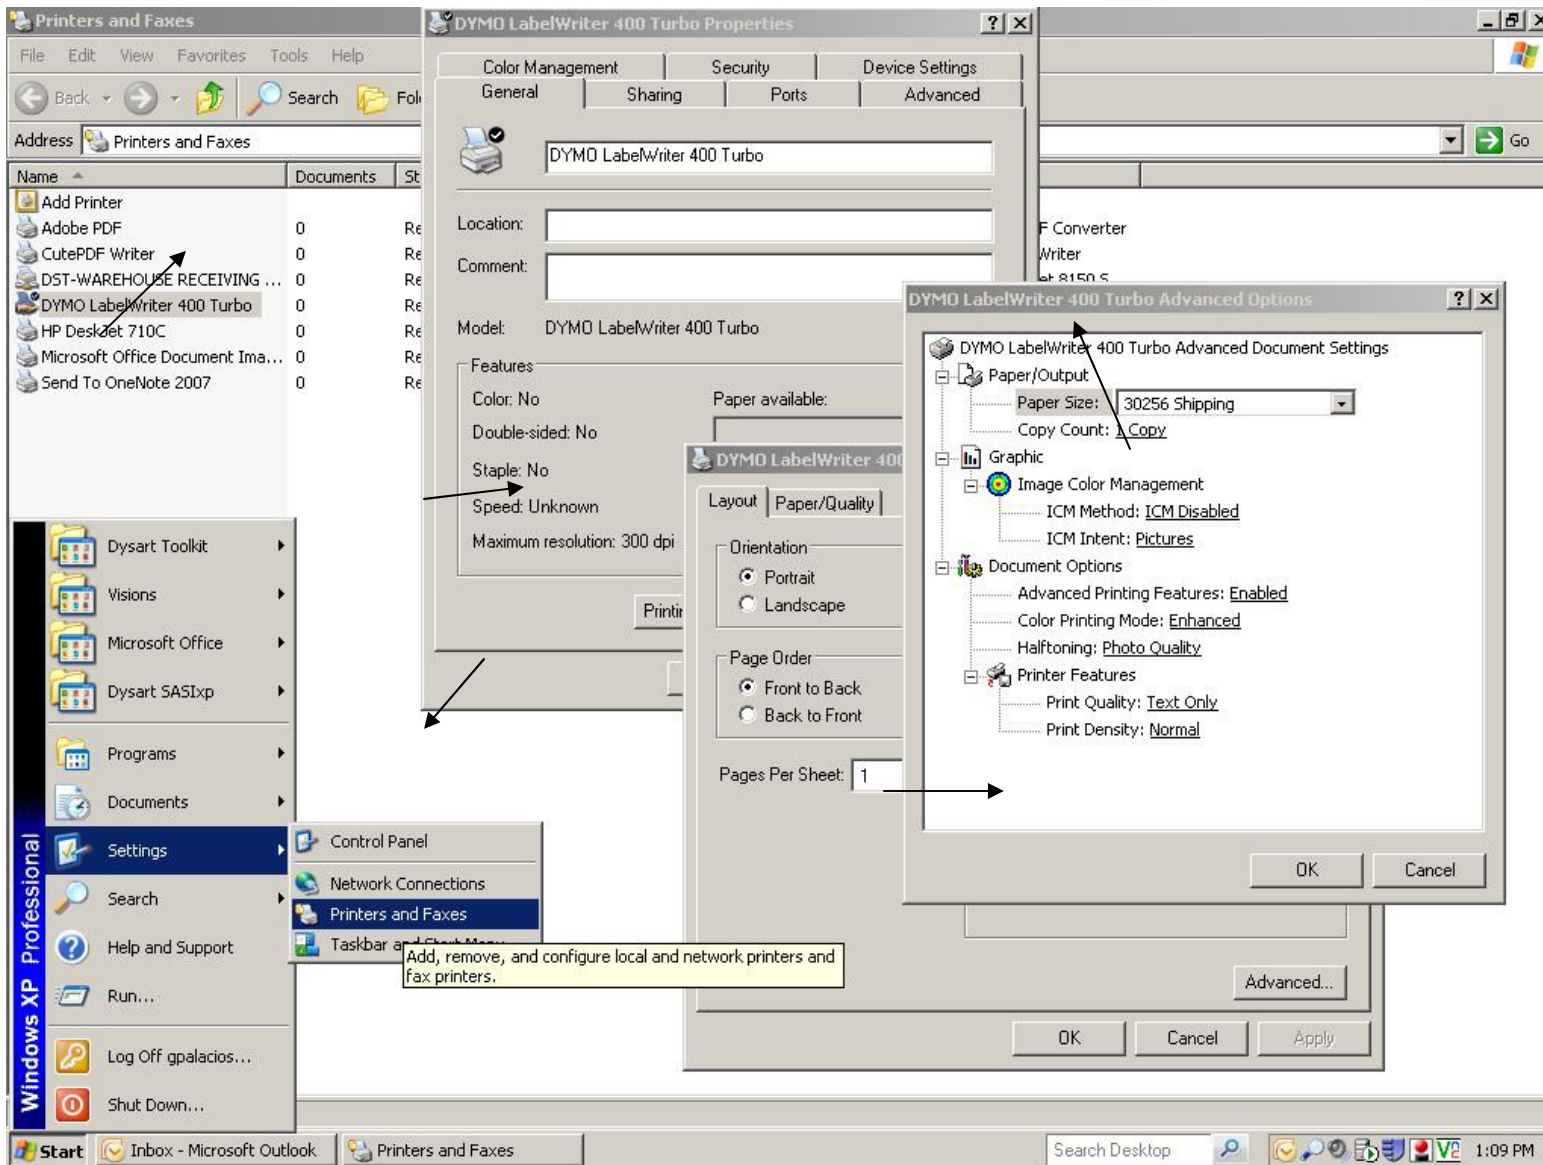 Printers and Faxes
File Edit View Favorites Tools Help
Back Search
Address Printers and Faxes Go
Name Documents
Add Printer
Adobe PDF 0
CutePDF Writer 0
DST-WAREHOUSE RECEIVING ... 0
DYMO LabelWriter 400 Turbo 0
HP DeskJet 710C 0
Microsoft Office Document Ima... 0
Send To OneNote 2007 0
F Converter
Writer
et 8150 S
DYMO LabelWriter 400 Turbo Properties
Color Management Security Device Settings
General Sharing Ports Advanced
DYMO LabelWriter 400 Turbo
Location:
Comment:
Model: DYMO LabelWriter 400 Turbo
Features
Color: No Paper available:
Double-sided: No
Staple: No
Speed: Unknown
Maximum resolution: 300 dpi
DYMO LabelWriter 400
Layout Paper/Quality
Orientation
Portrait
Landscape
Page Order
Front to Back
Back to Front
Pages Per Sheet: 1
Advanced...
OK Cancel Apply
DYMO LabelWriter 400 Turbo Advanced Options
DYMO LabelWriter 400 Turbo Advanced Document Settings
Paper/Output
Paper Size: 30256 Shipping
Copy Count: 1 Copy
Graphic
Image Color Management
ICM Method: ICM Disabled
ICM Intent: Pictures
Document Options
Advanced Printing Features: Enabled
Color Printing Mode: Enhanced
Halftoning: Photo Quality
Printer Features
Print Quality: Text Only
Print Density: Normal
OK Cancel
Windows XP Professional
Dysart Toolkit
Visions
Microsoft Office
Dysart SASIxp
Programs
Documents
Settings
Search
Help and Support
Run...
Log Off gpalacios...
Shut Down...
Control Panel
Network Connections
Printers and Faxes
Taskbar and Start Menu
Add, remove, and configure local and network printers and
fax printers.
Start Inbox - Microsoft Outlook Printers and Faxes Search Desktop 1:09 PM